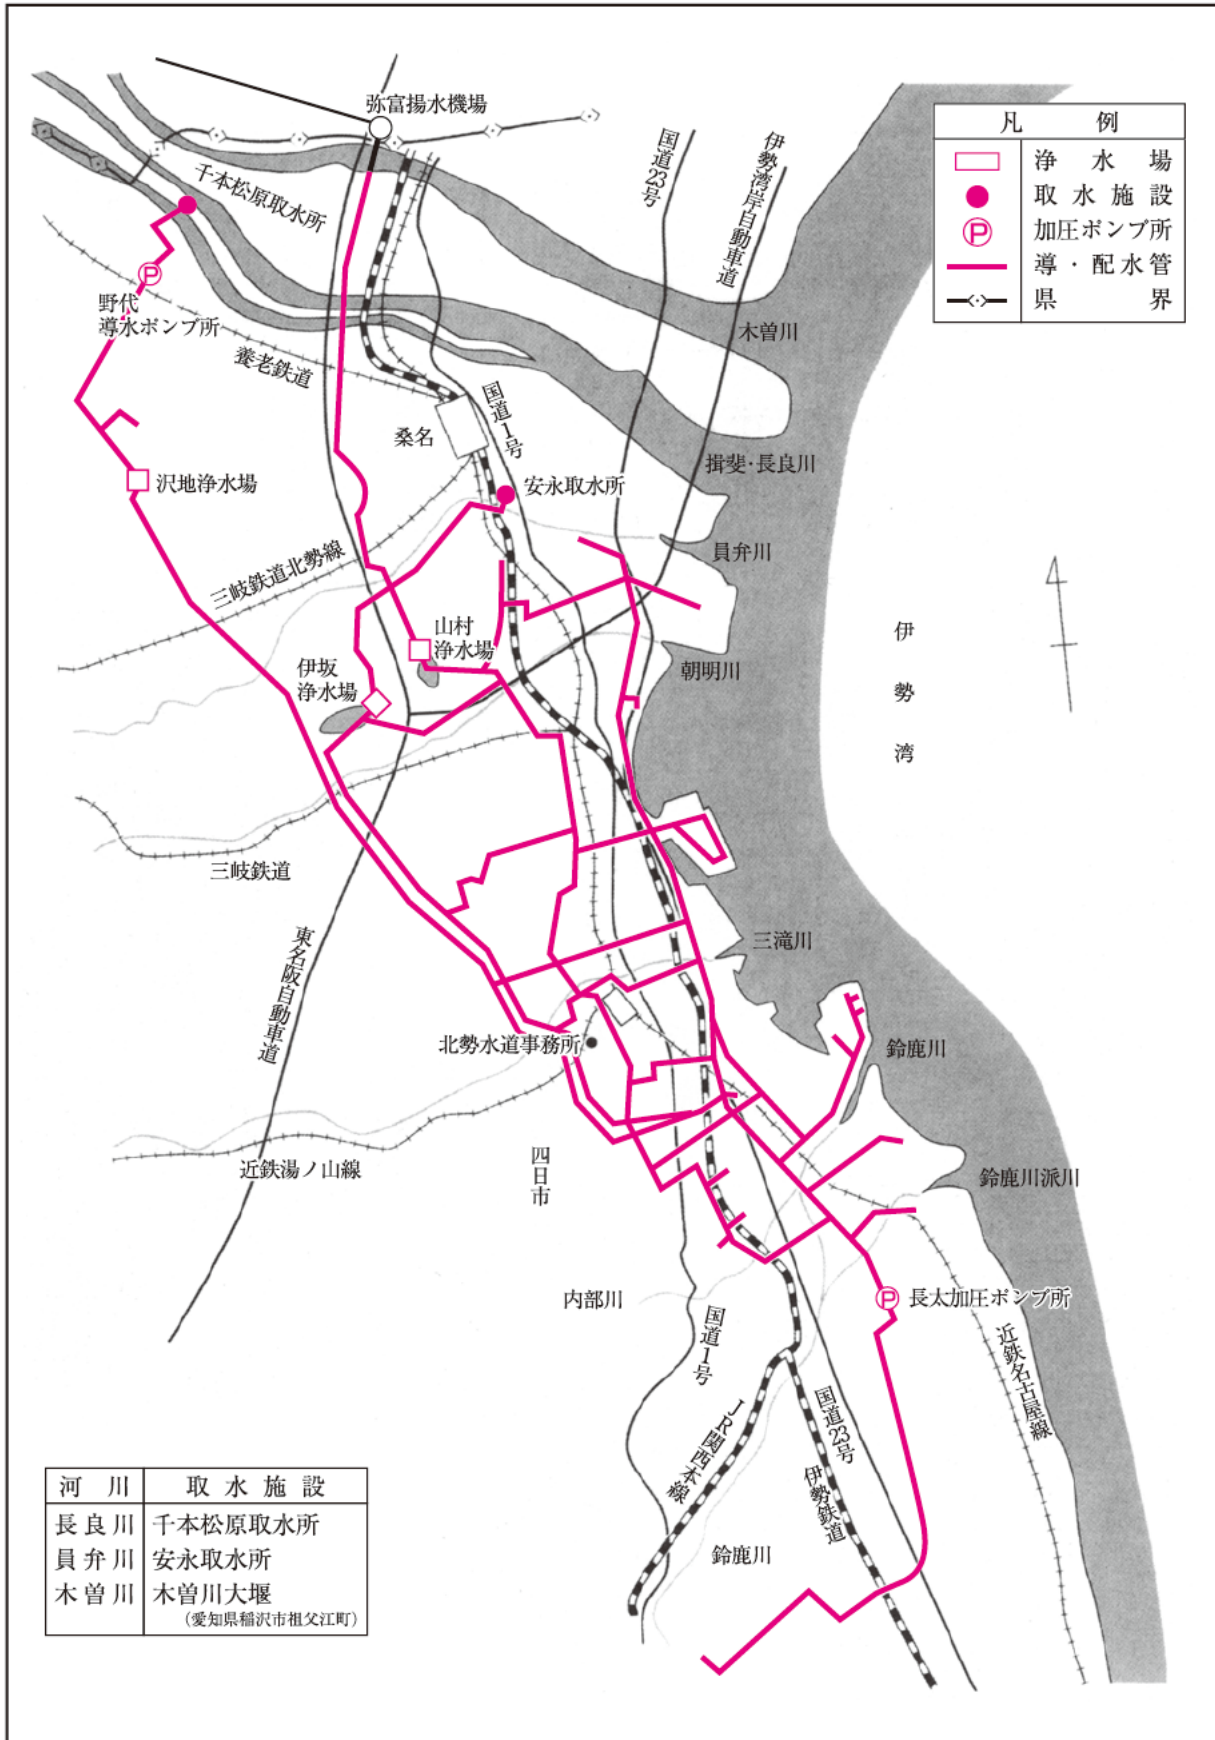 弥富揚水機場
千本松原取水所
国道23号
伊勢湾岸自動車道
凡例
浄水場
取水施設
加圧ポンプ所
導・配水管
県界
野代
導水ポンプ所
養老鉄道
木曽川
国道1号
桑名
揖斐・長良川
沢地浄水場
安永取水所
員弁川
三岐鉄道北勢線
山村
浄水場
伊坂
浄水場
朝明川
伊勢湾
三岐鉄道
東名阪自動車道
三滝川
北勢水道事務所
鈴鹿川
近鉄湯ノ山線
四日市
鈴鹿川派川
内部川
長太加圧ポンプ所
国道1号
近鉄名古屋線
JR関西本線
国道23号
伊勢鉄道
鈴鹿川
河川 取水施設
長良川 千本松原取水所
員弁川 安永取水所
木曽川 木曽川大堰
(愛知県稲沢市祖父江町)
P
P
P